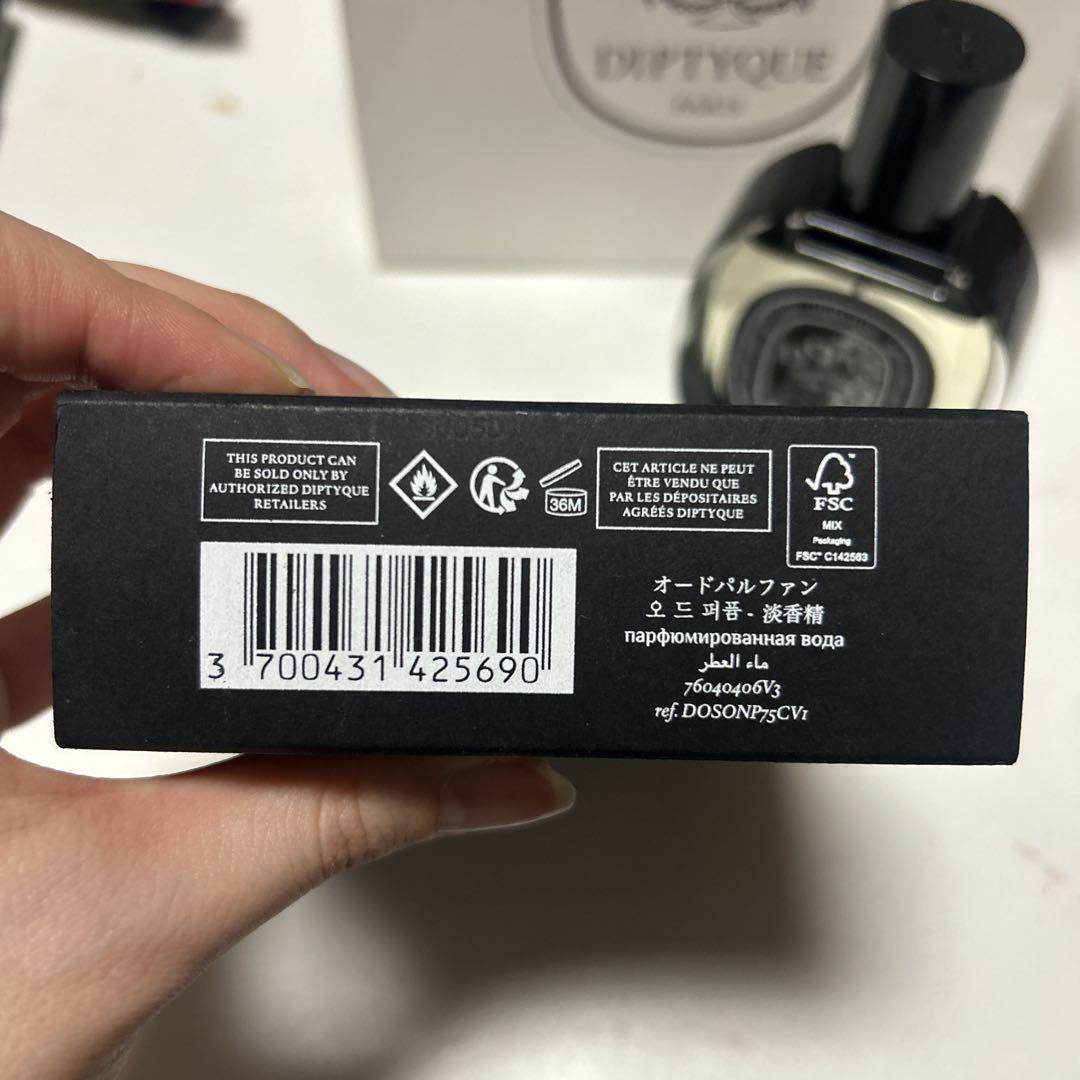 DIPTYQUE
THIS PRODUCT CAN
BE SOLD ONLY BY
AUTHORIZED DIPTYQUE
RETAILERS
36M
CET ARTICLE NE PEUT
ÊTRE VENDU QUE
PAR LES DÉPOSITAIRES
AGRÉÉS DIPTYQUE
FSC
MIX
Packaging
FSC™ C142583
3 700431 425690
オードパルファン
오 드 퍼퓸 - 淡香精
парфюмированная вода
ماء العطر
76040406V3
ref. DOSONP75CV1